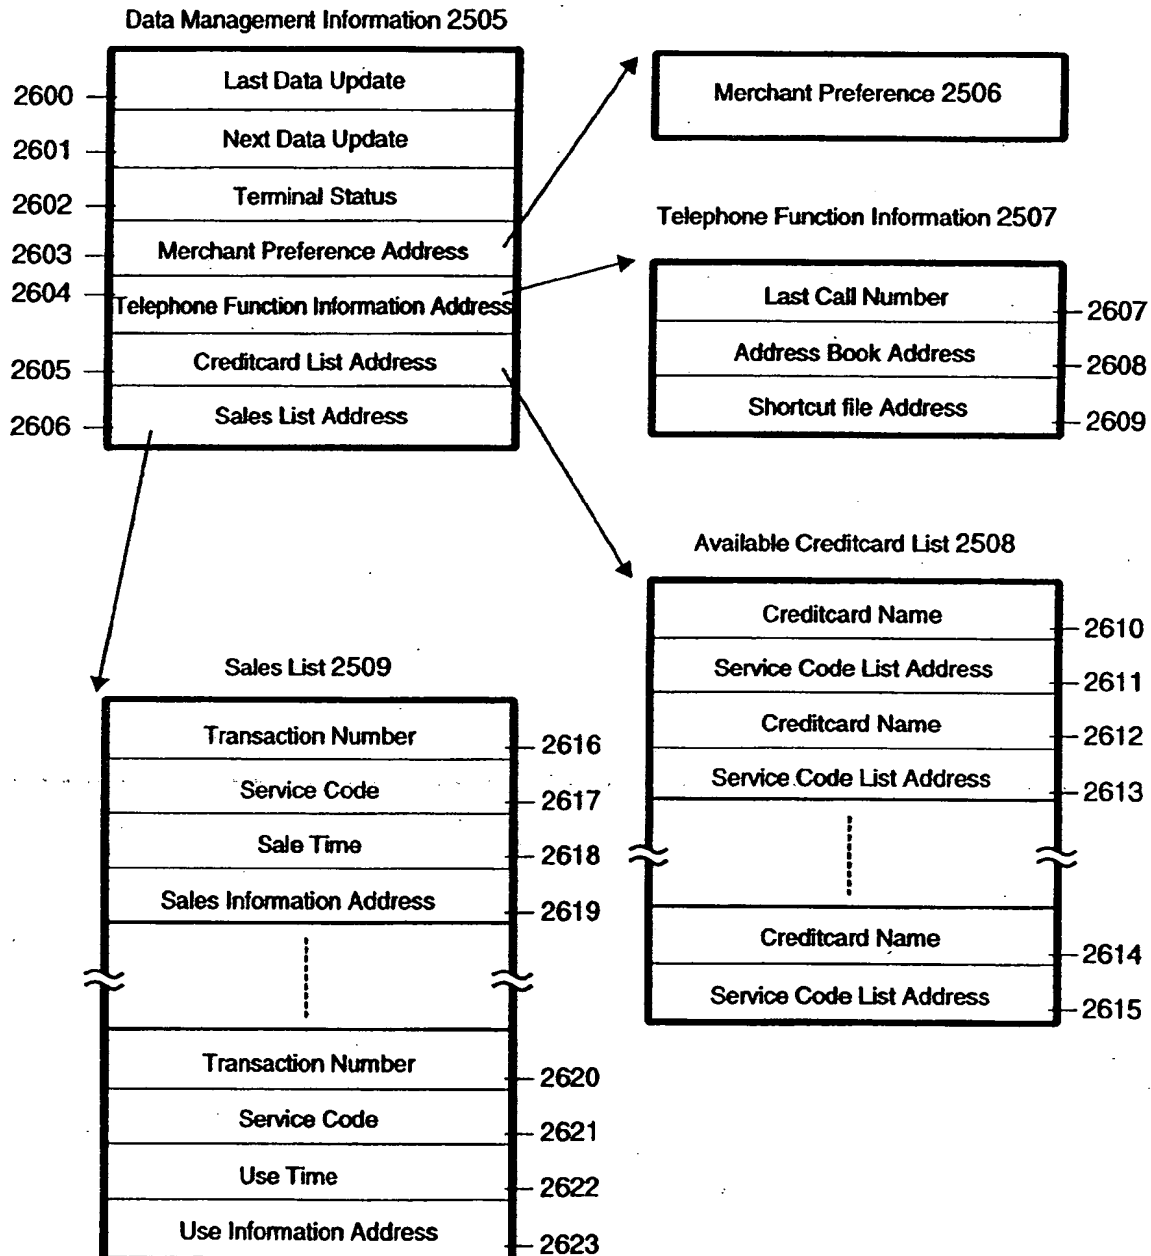 Data Management Information 2505
2600
Last Data Update
2601
Next Data Update
2602
Terminal Status
2603
Merchant Preference Address
2604
Telephone Function Information Address
2605
Creditcard List Address
2606
Sales List Address
Merchant Preference 2506
Telephone Function Information 2507
Last Call Number
2607
Address Book Address
2608
Shortcut file Address
2609
Available Creditcard List 2508
Creditcard Name
2610
Service Code List Address
2611
Creditcard Name
2612
Service Code List Address
2613
Creditcard Name
2614
Service Code List Address
2615
Sales List 2509
Transaction Number
2616
Service Code
2617
Sale Time
2618
Sales Information Address
2619
Transaction Number
2620
Service Code
2621
Use Time
2622
Use Information Address
2623